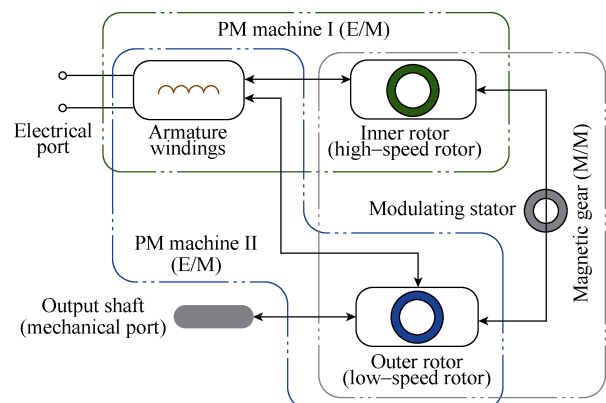 PM machine I (E/M)
Electrical
port
Armature
windings
Inner rotor
(high–speed rotor)
Modulating stator
Magnetic gear (M/M)
PM machine II
(E/M)
Output shaft
(mechanical port)
Outer rotor
(low–speed rotor)